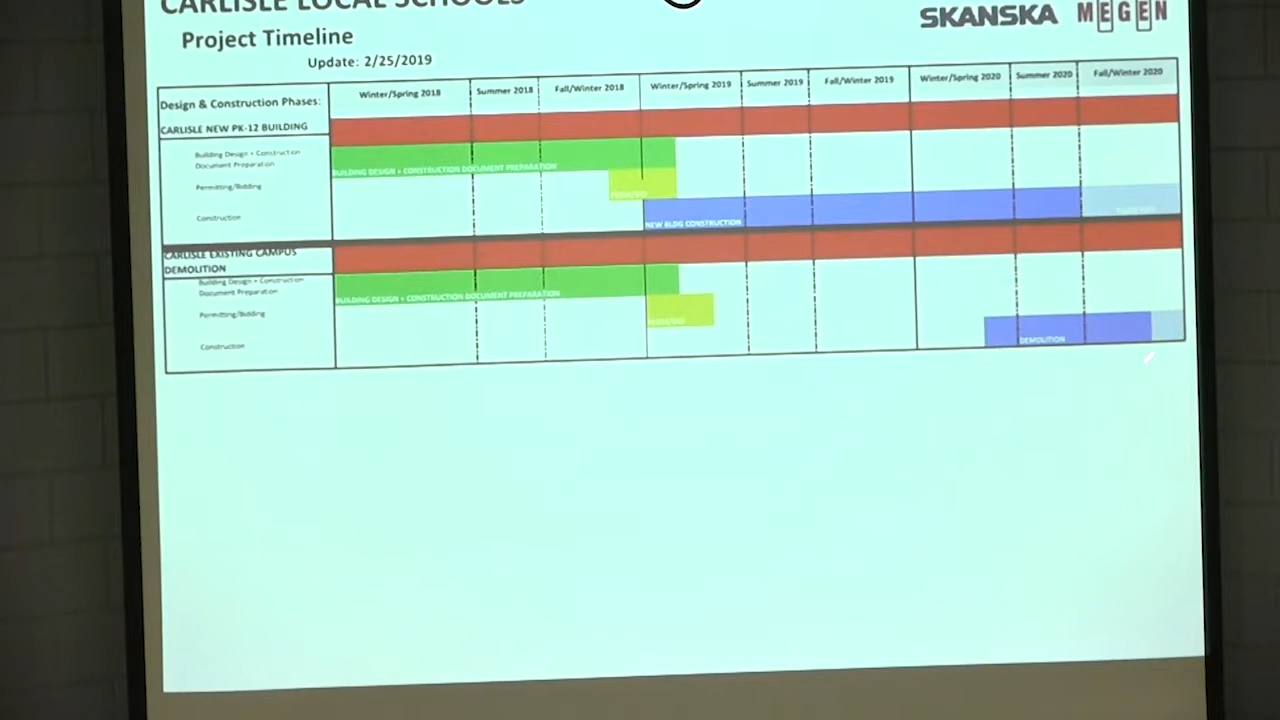 CARLISLE LOCAL SCHOOLS
SKANSKA MEGEN
Project Timeline
Update: 2/25/2019
Design & Construction Phases: Winter/Spring 2018 Summer 2018 Fall/Winter 2018 Winter/Spring 2019 Summer 2019 Fall/Winter 2019 Winter/Spring 2020 Summer 2020 Fall/Winter 2020
CARLISLE NEW PK-12 BUILDING
Building Design + Construction
Document Preparation
BUILDING DESIGN + CONSTRUCTION DOCUMENT PREPARATION
Permitting/Bidding
Construction
NEW BLDG CONSTRUCTION
CARLISLE EXISTING CAMPUS
DEMOLITION
Building Design + Construction
Document Preparation
BUILDING DESIGN + CONSTRUCTION DOCUMENT PREPARATION
Permitting/Bidding
Construction
DEMOLITION